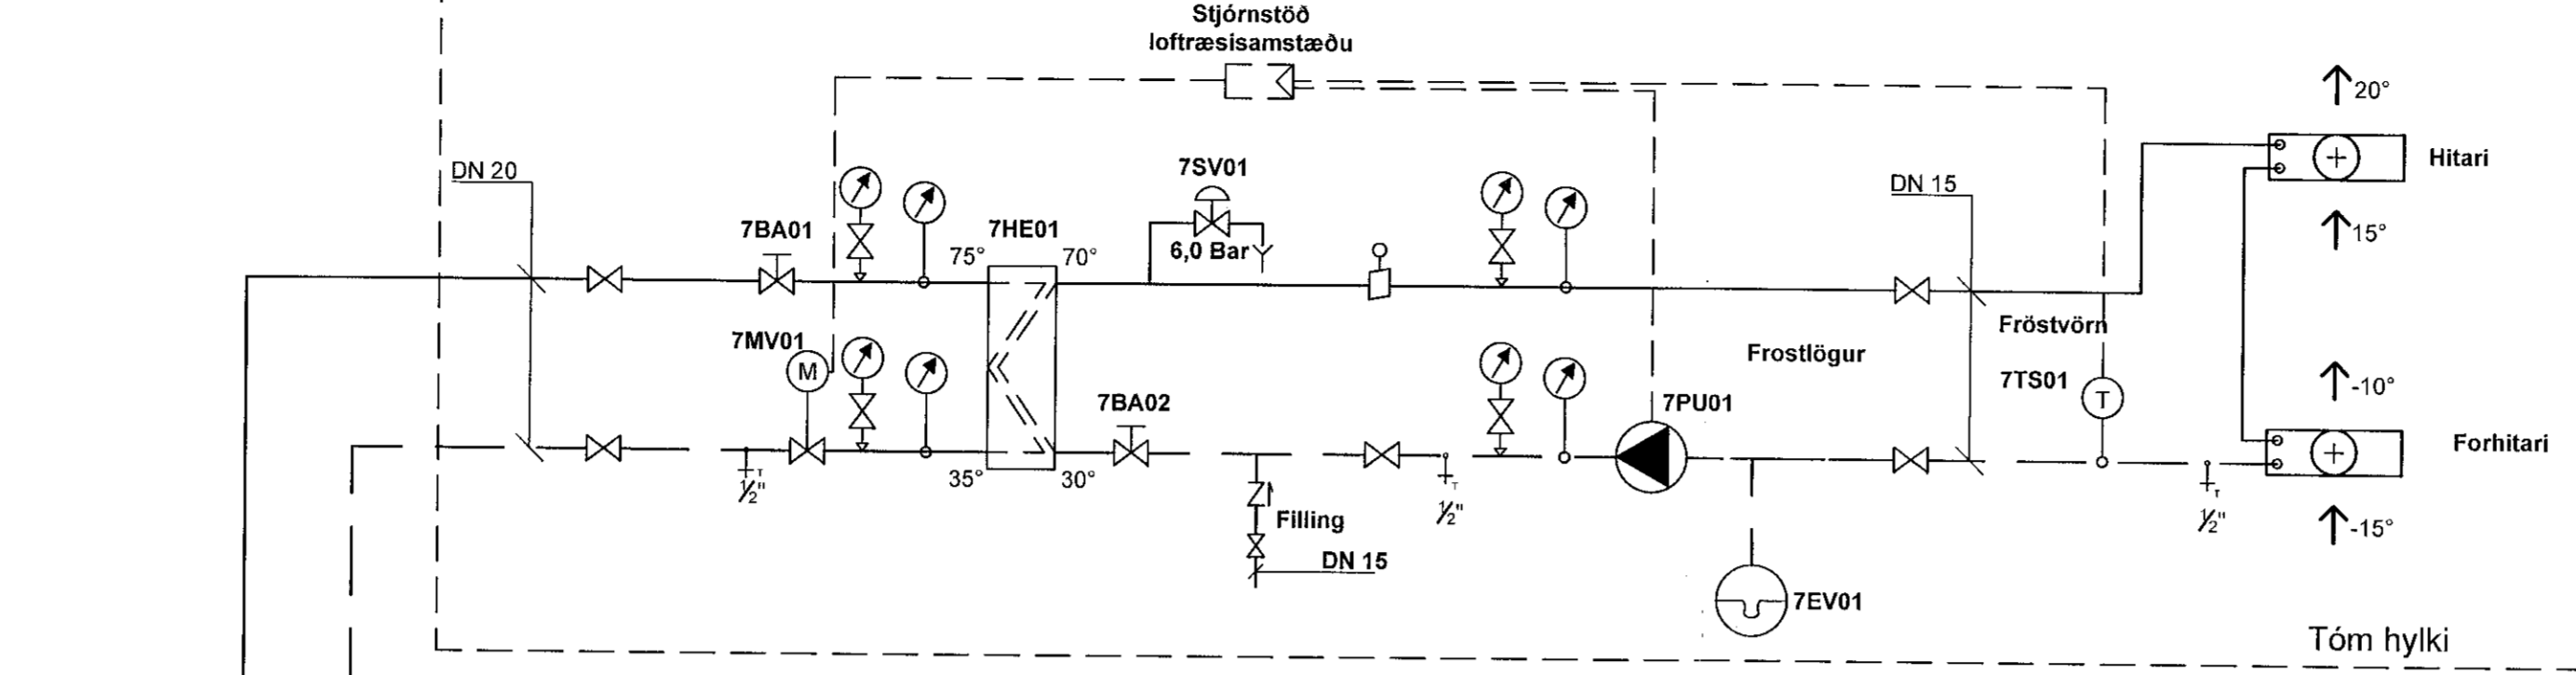 Stjórnstöð
loftræsisamstæðu
20°
Hitari
15°
DN 20
7SV01
6,0 Bar
DN 15
7BA01
7HE01
75°
70°
Fröstvörn
7MV01
M
Frostlögur
7TS01
T
-10°
7BA02
7PU01
Forhitari
35°
30°
T
½"
T
½"
T
½"
-15°
Filling
DN 15
7EV01
Tóm hylki